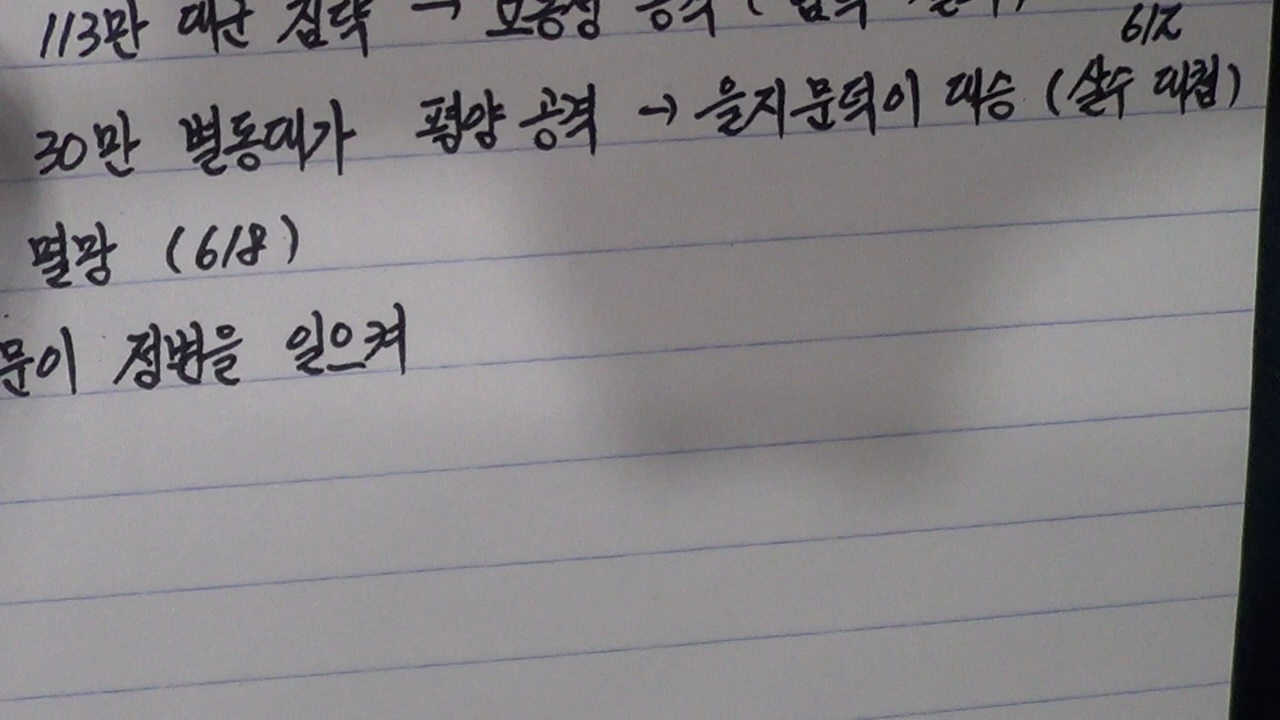 113만 대군 집략 → 요동성 공격 (
612
30만 별동대가 평양 공격 → 을지문덕이 대승 (살수 대첩)
멸망 (618)
문이 정변을 일으켜